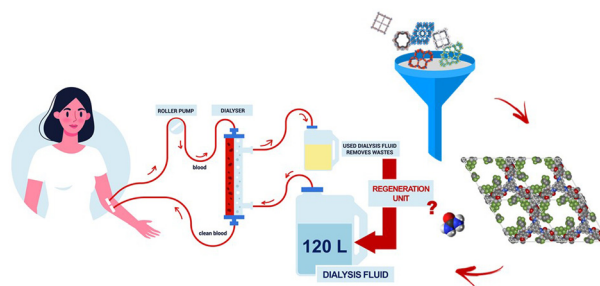 ROLLER PUMP
DIALYSER
blood
clean blood
USED DIALYSIS FLUID
REMOVES WASTES
REGENERATION
UNIT
?
120 L
DIALYSIS FLUID